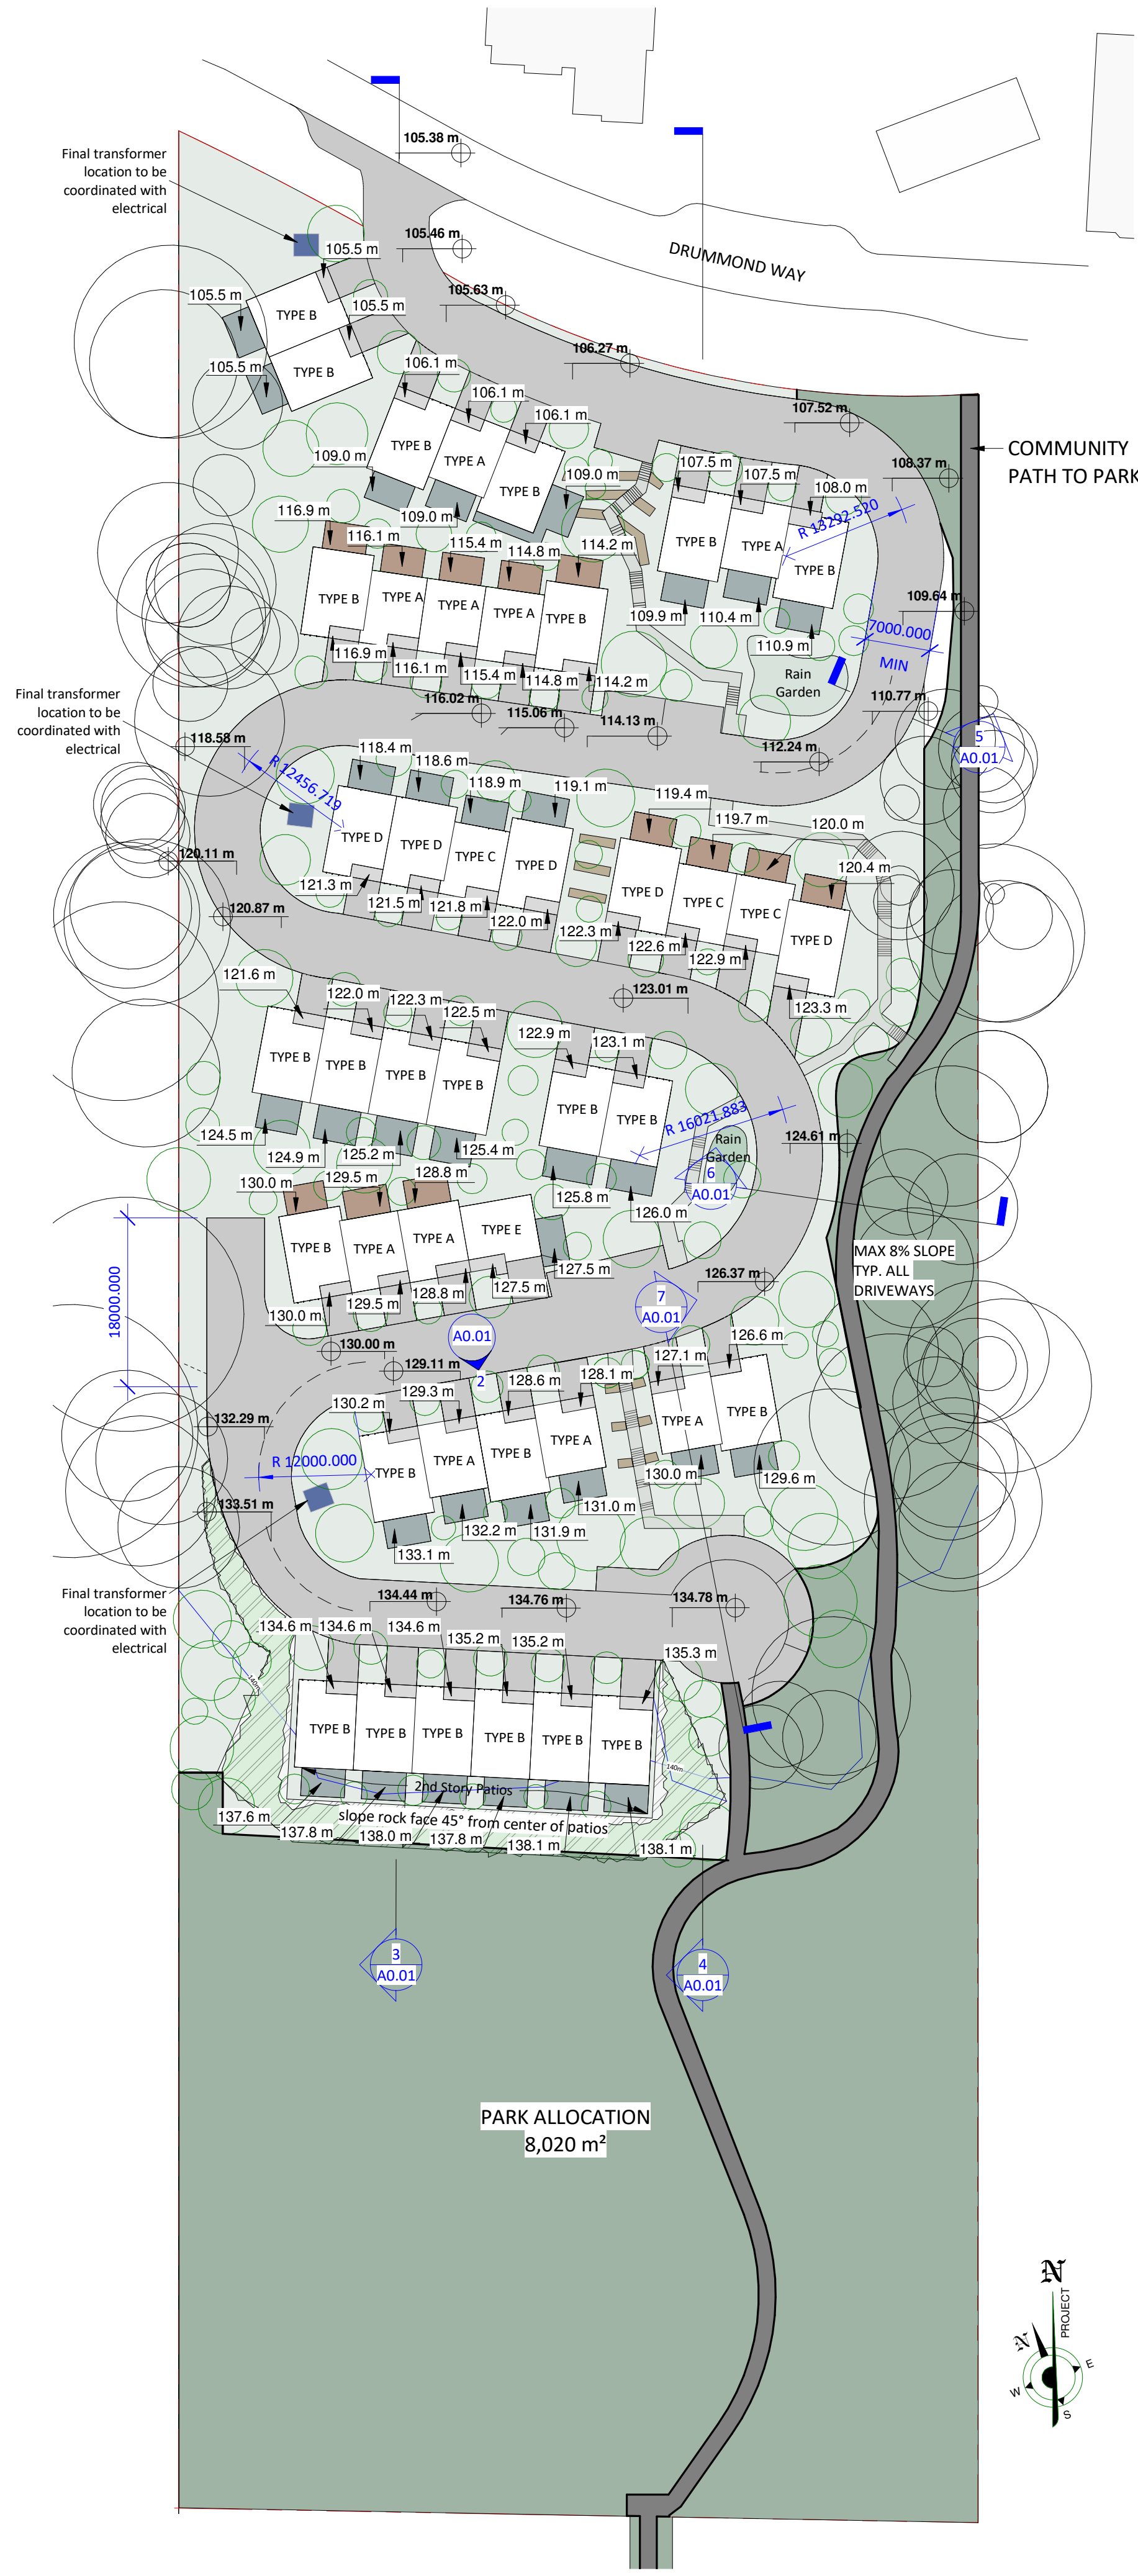 105.38 m
Final transformer
location to be
coordinated with
electrical
105.46 m
105.5 m
DRUMMOND WAY
105.5 m
105.63 m
105.5 m
TYPE B
106.27 m
105.5 m
TYPE B
106.1 m
106.1 m
106.1 m
107.52 m
COMMUNITY
PATH TO PARK
TYPE B
TYPE A
TYPE B
109.0 m
109.0 m
109.0 m
107.5 m
107.5 m
108.0 m
108.37 m
R 13292.520
TYPE B
TYPE A
TYPE B
116.9 m
116.1 m
115.4 m
114.8 m
114.2 m
TYPE B
TYPE A
TYPE A
TYPE A
TYPE B
109.9 m
110.4 m
110.9 m
109.64 m
7000.000
MIN
116.9 m
116.1 m
115.4 m
114.8 m
114.2 m
Rain
Garden
110.77 m
Final transformer
location to be
coordinated with
electrical
116.02 m
115.06 m
114.13 m
112.24 m
5
A0.01
118.58 m
R 12456.719
118.4 m
118.6 m
118.9 m
119.1 m
119.4 m
119.7 m
120.0 m
120.4 m
TYPE D
TYPE D
TYPE C
TYPE D
TYPE D
TYPE C
TYPE C
TYPE D
120.11 m
120.87 m
121.3 m
121.5 m
121.8 m
122.0 m
122.3 m
122.6 m
122.9 m
123.3 m
123.01 m
121.6 m
122.0 m
122.3 m
122.5 m
122.9 m
123.1 m
TYPE B
TYPE B
TYPE B
TYPE B
TYPE B
TYPE B
R 16021.883
Rain
Garden
124.61 m
124.5 m
124.9 m
125.2 m
125.4 m
125.8 m
126.0 m
6
A0.01
130.0 m
129.5 m
128.8 m
TYPE B
TYPE A
TYPE A
TYPE E
127.5 m
127.5 m
128.8 m
129.5 m
130.0 m
MAX 8% SLOPE
TYP. ALL
DRIVEWAYS
126.37 m
18000.000
7
A0.01
A0.01
2
130.00 m
129.11 m
126.6 m
127.1 m
128.1 m
128.6 m
129.3 m
130.2 m
132.29 m
R 12000.000
TYPE B
TYPE A
TYPE B
TYPE A
TYPE A
TYPE B
130.0 m
129.6 m
131.0 m
131.9 m
132.2 m
133.1 m
133.51 m
Final transformer
location to be
coordinated with
electrical
134.44 m
134.76 m
134.78 m
134.6 m
134.6 m
134.6 m
135.2 m
135.2 m
135.3 m
140m
TYPE B
TYPE B
TYPE B
TYPE B
TYPE B
TYPE B
140m
2nd Story Patios
slope rock face 45° from center of patios
137.6 m
137.8 m
138.0 m
137.8 m
138.1 m
138.1 m
3
A0.01
4
A0.01
PARK ALLOCATION
8,020 m²
N
PROJECT
N
E
W
S